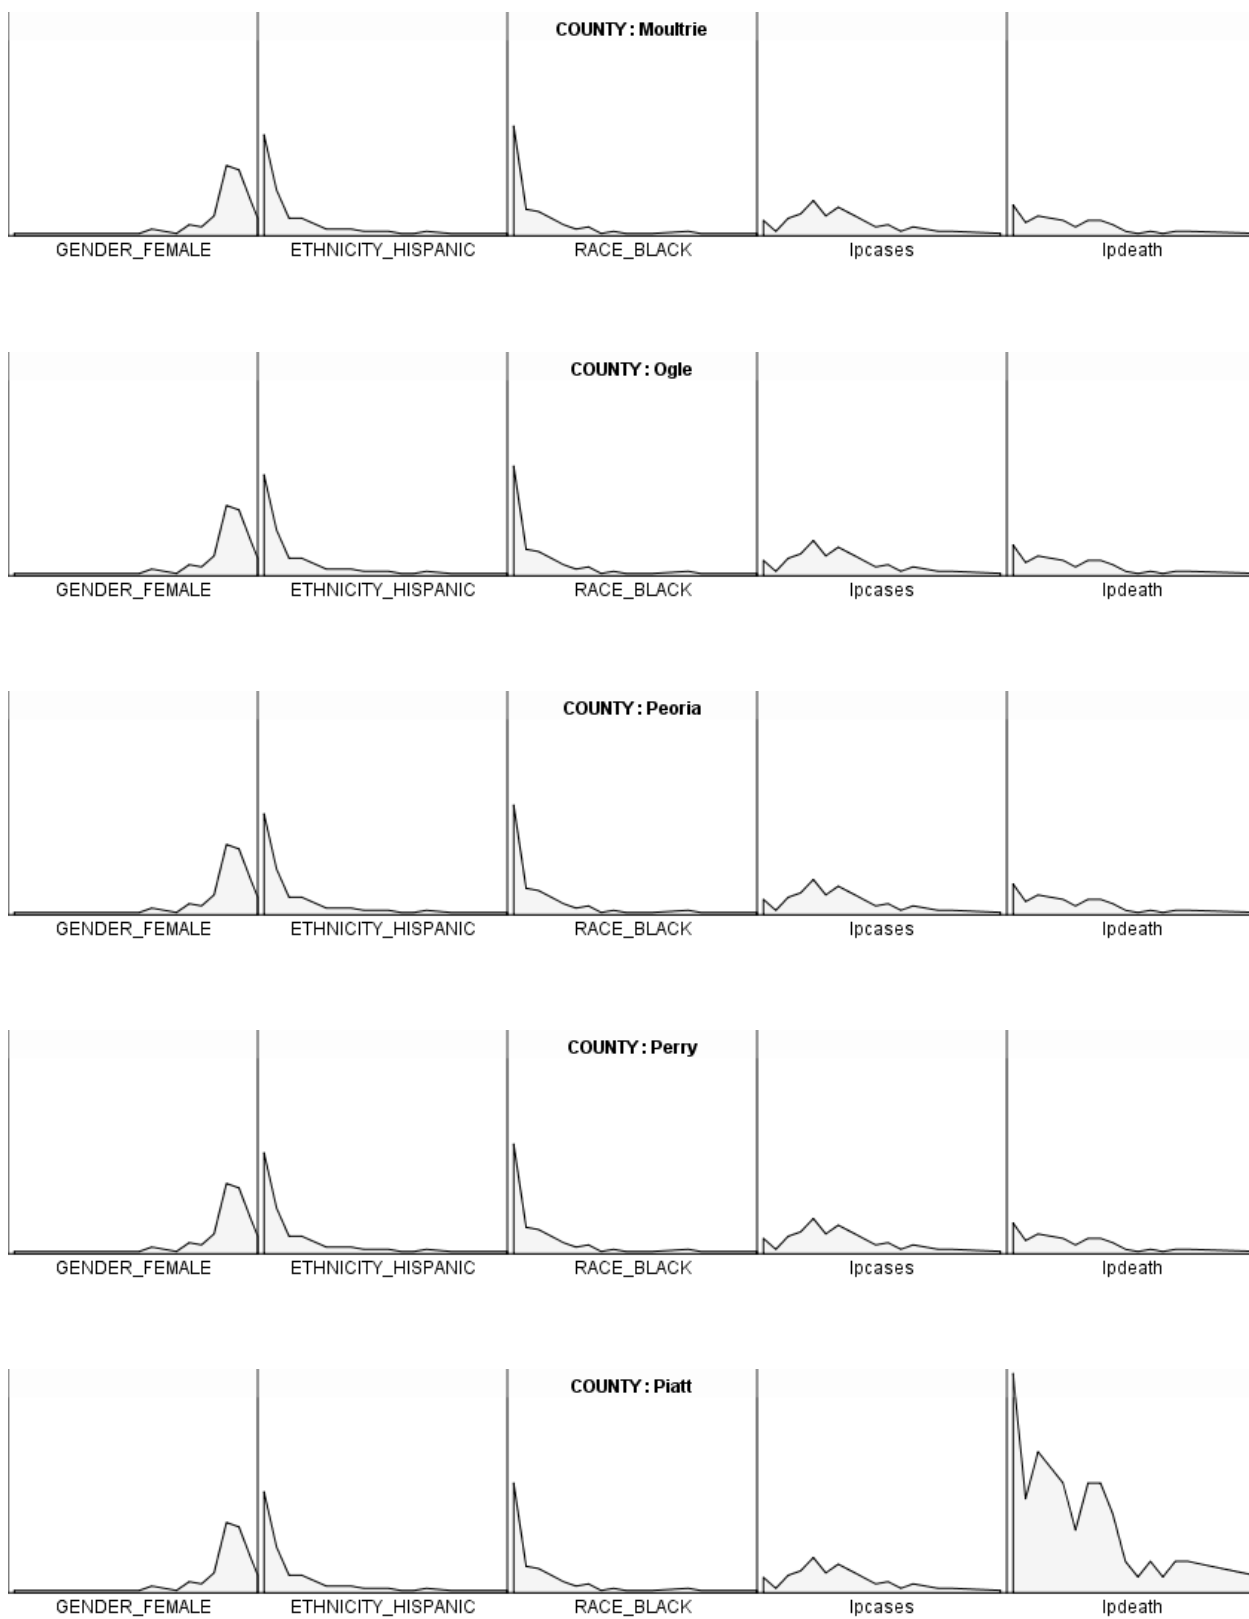 COUNTY : Moultrie
GENDER_FEMALE ETHNICITY_HISPANIC RACE_BLACK lpcases lpdeath
COUNTY : Ogle
GENDER_FEMALE ETHNICITY_HISPANIC RACE_BLACK lpcases lpdeath
COUNTY : Peoria
GENDER_FEMALE ETHNICITY_HISPANIC RACE_BLACK lpcases lpdeath
COUNTY : Perry
GENDER_FEMALE ETHNICITY_HISPANIC RACE_BLACK lpcases lpdeath
COUNTY : Piatt
GENDER_FEMALE ETHNICITY_HISPANIC RACE_BLACK lpcases lpdeath